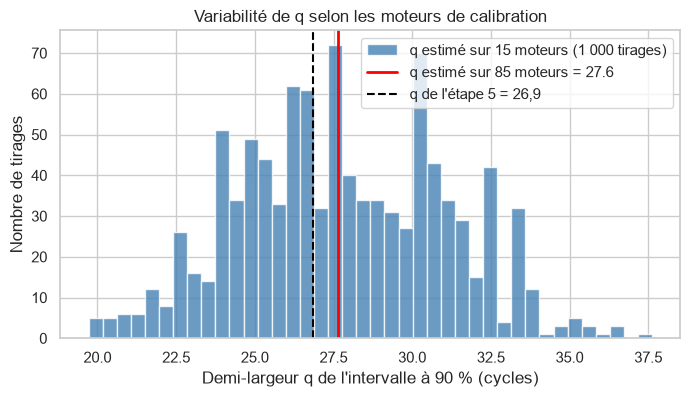 Variabilité de q selon les moteurs de calibration
q estimé sur 15 moteurs (1 000 tirages)
q estimé sur 85 moteurs = 27.6
q de l'étape 5 = 26,9
Nombre de tirages
70
60
50
40
30
20
10
0
20.0 22.5 25.0 27.5 30.0 32.5 35.0 37.5
Demi-largeur q de l'intervalle à 90 % (cycles)